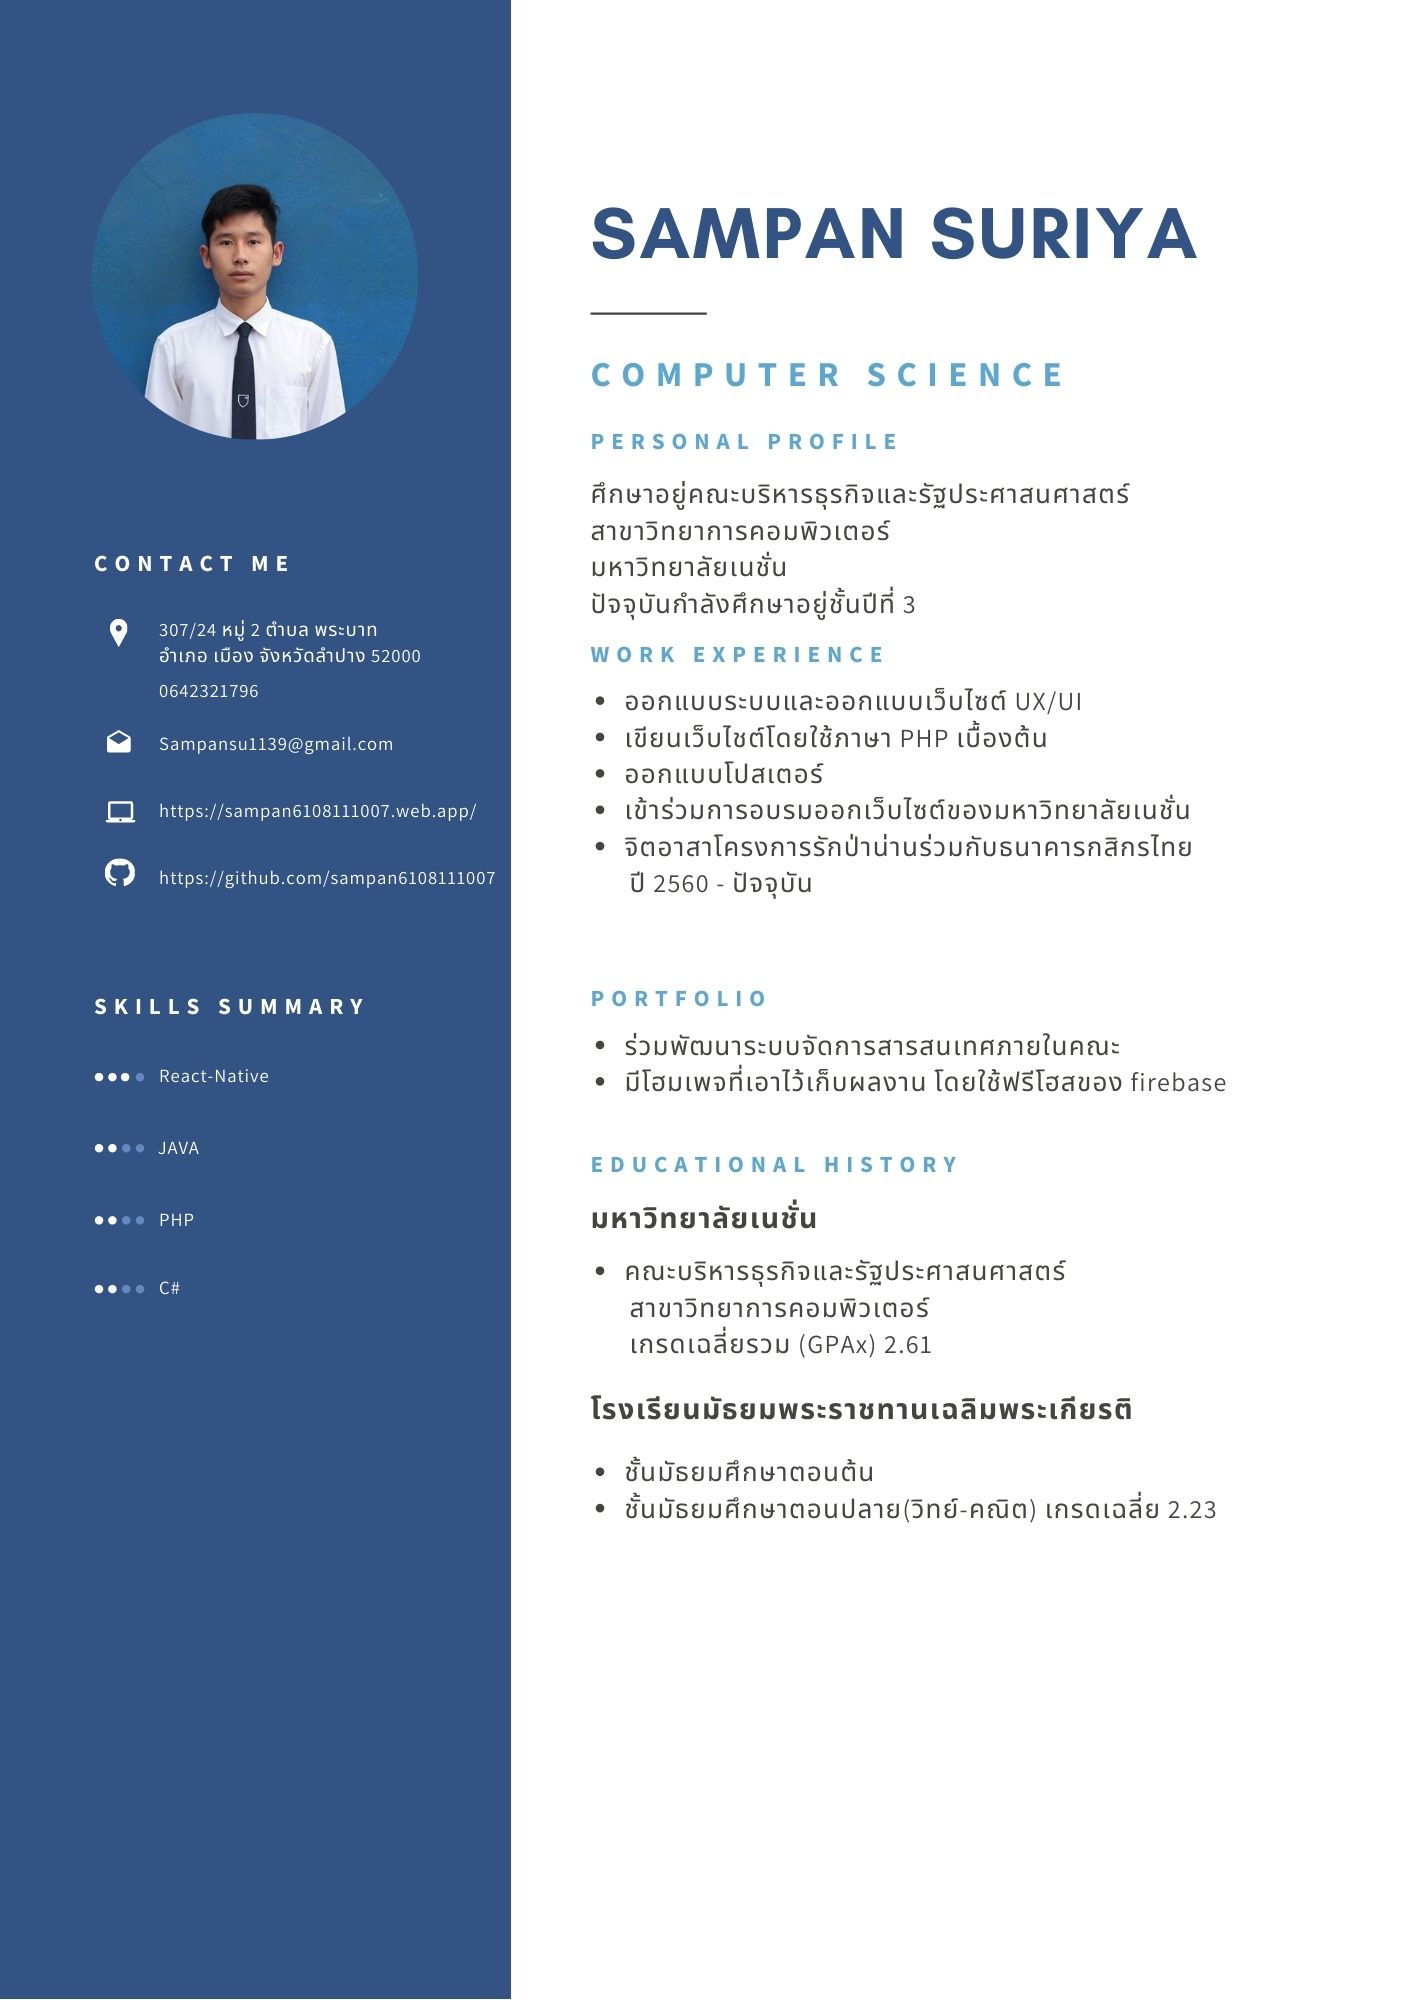 SAMPAN SURIYA
COMPUTER SCIENCE
PERSONAL PROFILE
ศึกษาอยู่คณะบริหารธุรกิจและรัฐประศาสนศาสตร์
สาขาวิทยาการคอมพิวเตอร์
มหาวิทยาลัยเนชั่น
ปัจจุบันกำลังศึกษาอยู่ชั้นปีที่ 3
WORK EXPERIENCE
• ออกแบบระบบและออกแบบเว็บไซต์ UX/UI
• เขียนเว็บไชต์โดยใช้ภาษา PHP เบื้องต้น
• ออกแบบโปสเตอร์
• เข้าร่วมการอบรมออกเว็บไซต์ของมหาวิทยาลัยเนชั่น
• จิตอาสาโครงการรักป่าน่านร่วมกับธนาคารกสิกรไทย
ปี 2560 - ปัจจุบัน
PORTFOLIO
• ร่วมพัฒนาระบบจัดการสารสนเทศภายในคณะ
• มีโฮมเพจที่เอาไว้เก็บผลงาน โดยใช้ฟรีโฮสของ firebase
EDUCATIONAL HISTORY
มหาวิทยาลัยเนชั่น
• คณะบริหารธุรกิจและรัฐประศาสนศาสตร์
สาขาวิทยาการคอมพิวเตอร์
เกรดเฉลี่ยรวม (GPAx) 2.61
โรงเรียนมัธยมพระราชทานเฉลิมพระเกียรติ
• ชั้นมัธยมศึกษาตอนต้น
• ชั้นมัธยมศึกษาตอนปลาย(วิทย์-คณิต) เกรดเฉลี่ย 2.23
CONTACT ME
307/24 หมู่ 2 ตำบล พระบาท
อำเภอ เมือง จังหวัดลำปาง 52000
0642321796
Sampansu1139@gmail.com
https://sampan6108111007.web.app/
https://github.com/sampan6108111007
SKILLS SUMMARY
React-Native
JAVA
PHP
C#